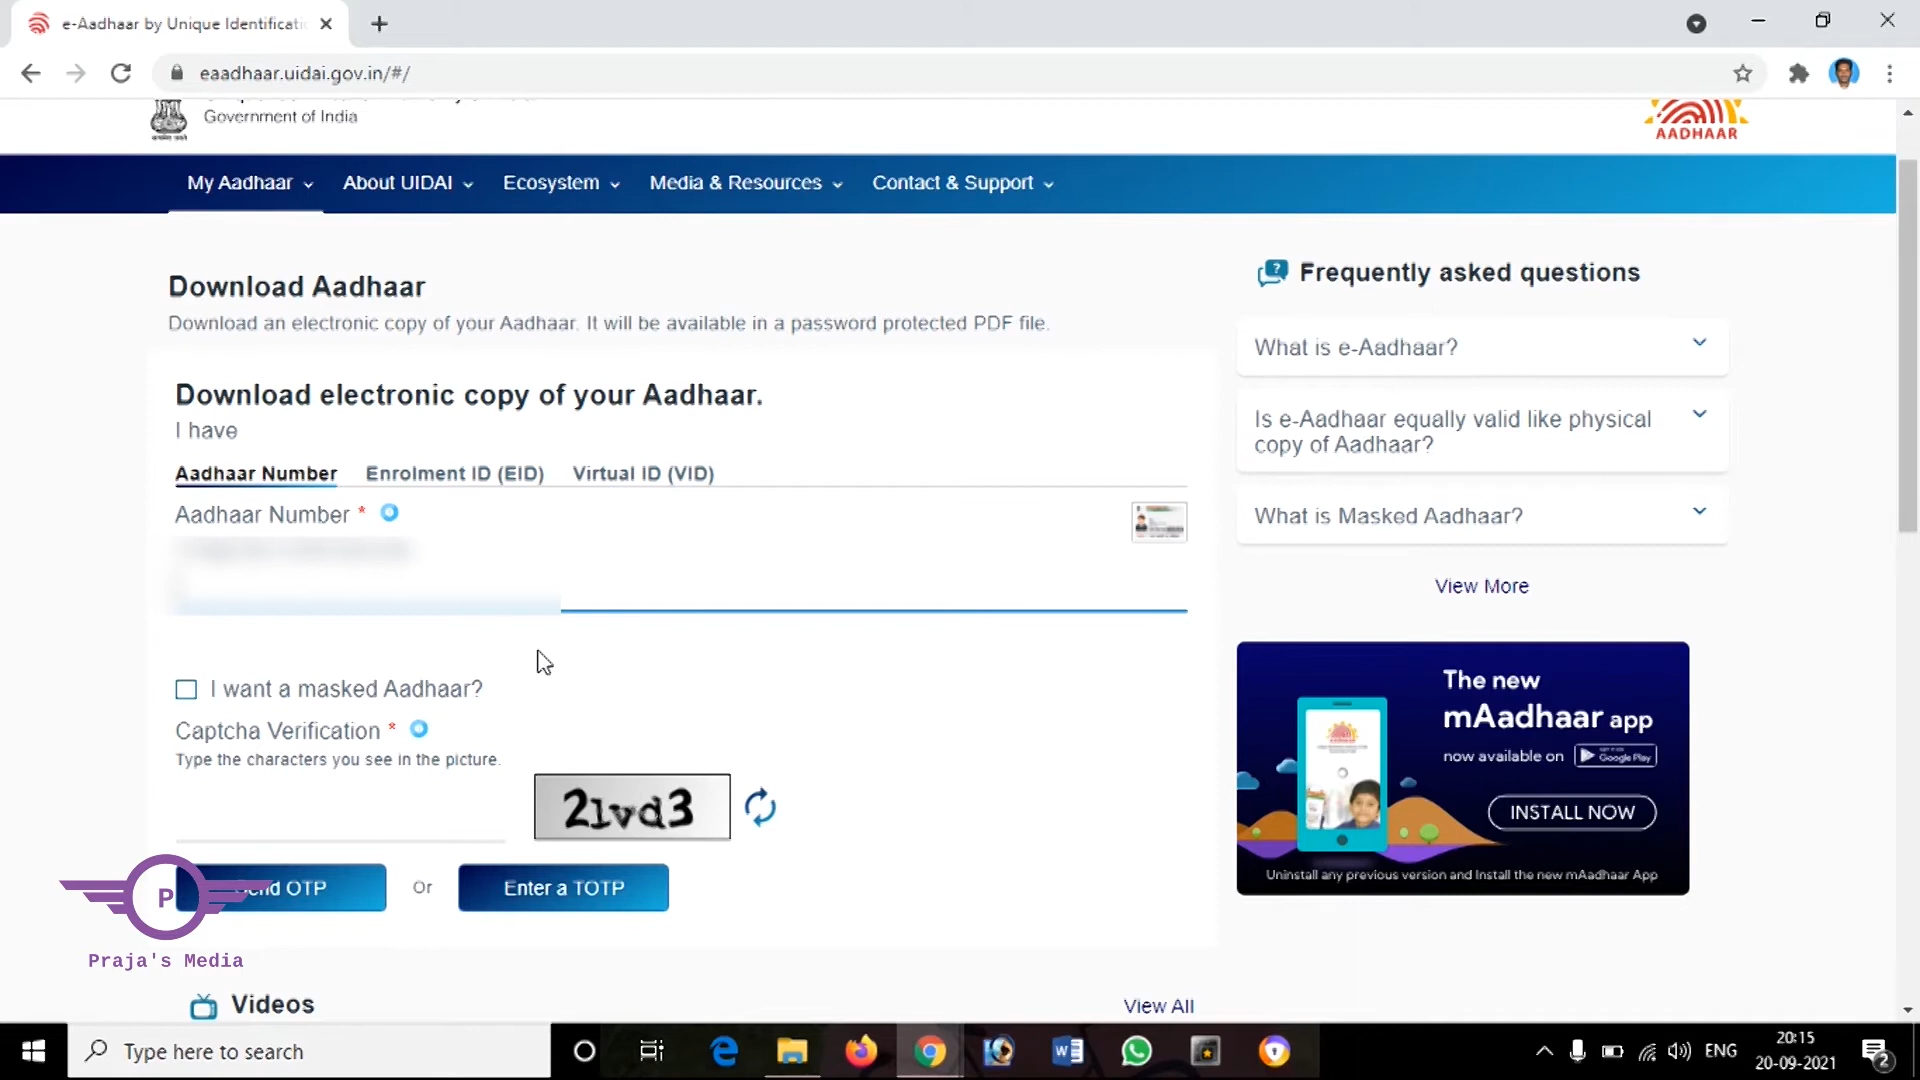 e-Aadhaar by Unique Identificati
eaadhaar.uidai.gov.in/#/
Government of India
AADHAAR
My Aadhaar
About UIDAI
Ecosystem
Media & Resources
Contact & Support
Download Aadhaar
Download an electronic copy of your Aadhaar. It will be available in a password protected PDF file.
Download electronic copy of your Aadhaar.
I have
Aadhaar Number
Enrolment ID (EID)
Virtual ID (VID)
Aadhaar Number *
I want a masked Aadhaar?
Captcha Verification *
Type the characters you see in the picture.
2lvd3
Send OTP
Or
Enter a TOTP
P
Praja's Media
Videos
View All
Frequently asked questions
What is e-Aadhaar?
Is e-Aadhaar equally valid like physical
copy of Aadhaar?
What is Masked Aadhaar?
View More
The new
mAadhaar app
now available on
Google Play
INSTALL NOW
Uninstall any previous version and Install the new mAadhaar App
Type here to search
ENG
20:15
20-09-2021
2